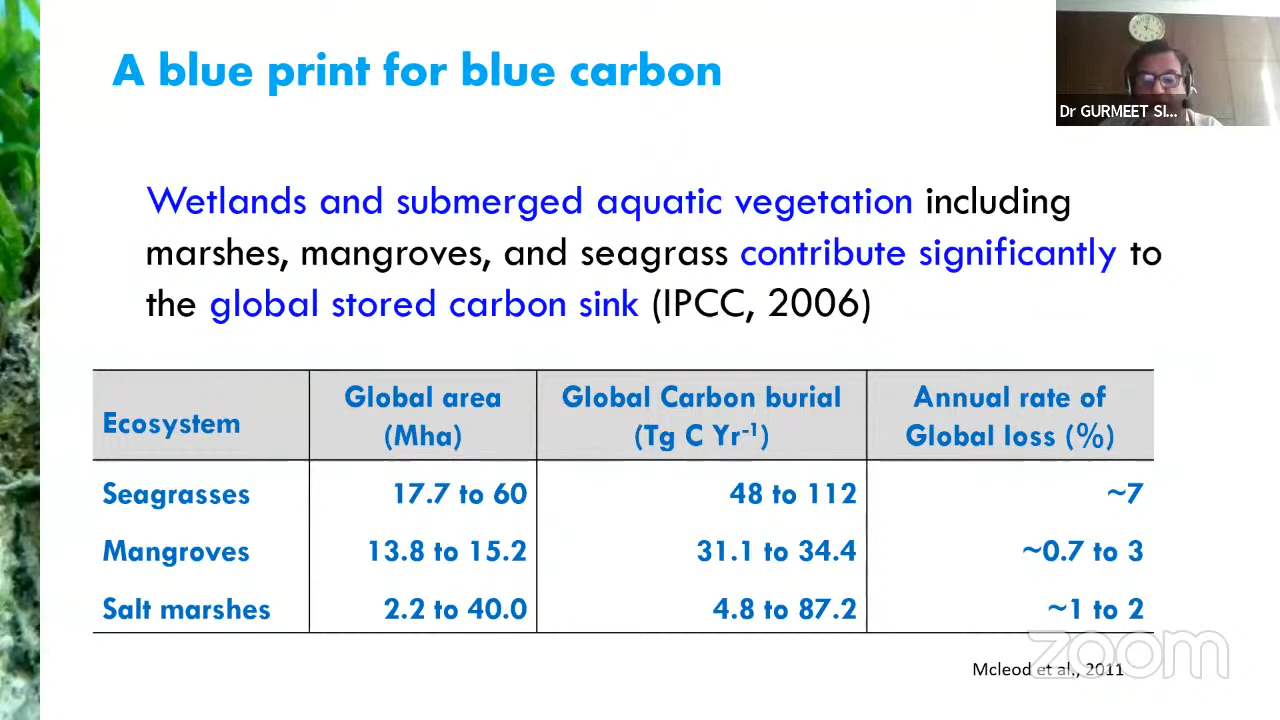 A blue print for blue carbon
Dr GURMEET SI...
Wetlands and submerged aquatic vegetation including
marshes, mangroves, and seagrass contribute significantly to
the global stored carbon sink (IPCC, 2006)
Ecosystem Global area (Mha) Global Carbon burial (Tg C Yr⁻¹) Annual rate of Global loss (%)
Seagrasses 17.7 to 60 48 to 112 ~7
Mangroves 13.8 to 15.2 31.1 to 34.4 ~0.7 to 3
Salt marshes 2.2 to 40.0 4.8 to 87.2 ~1 to 2
zoom
Mcleod et al., 2011